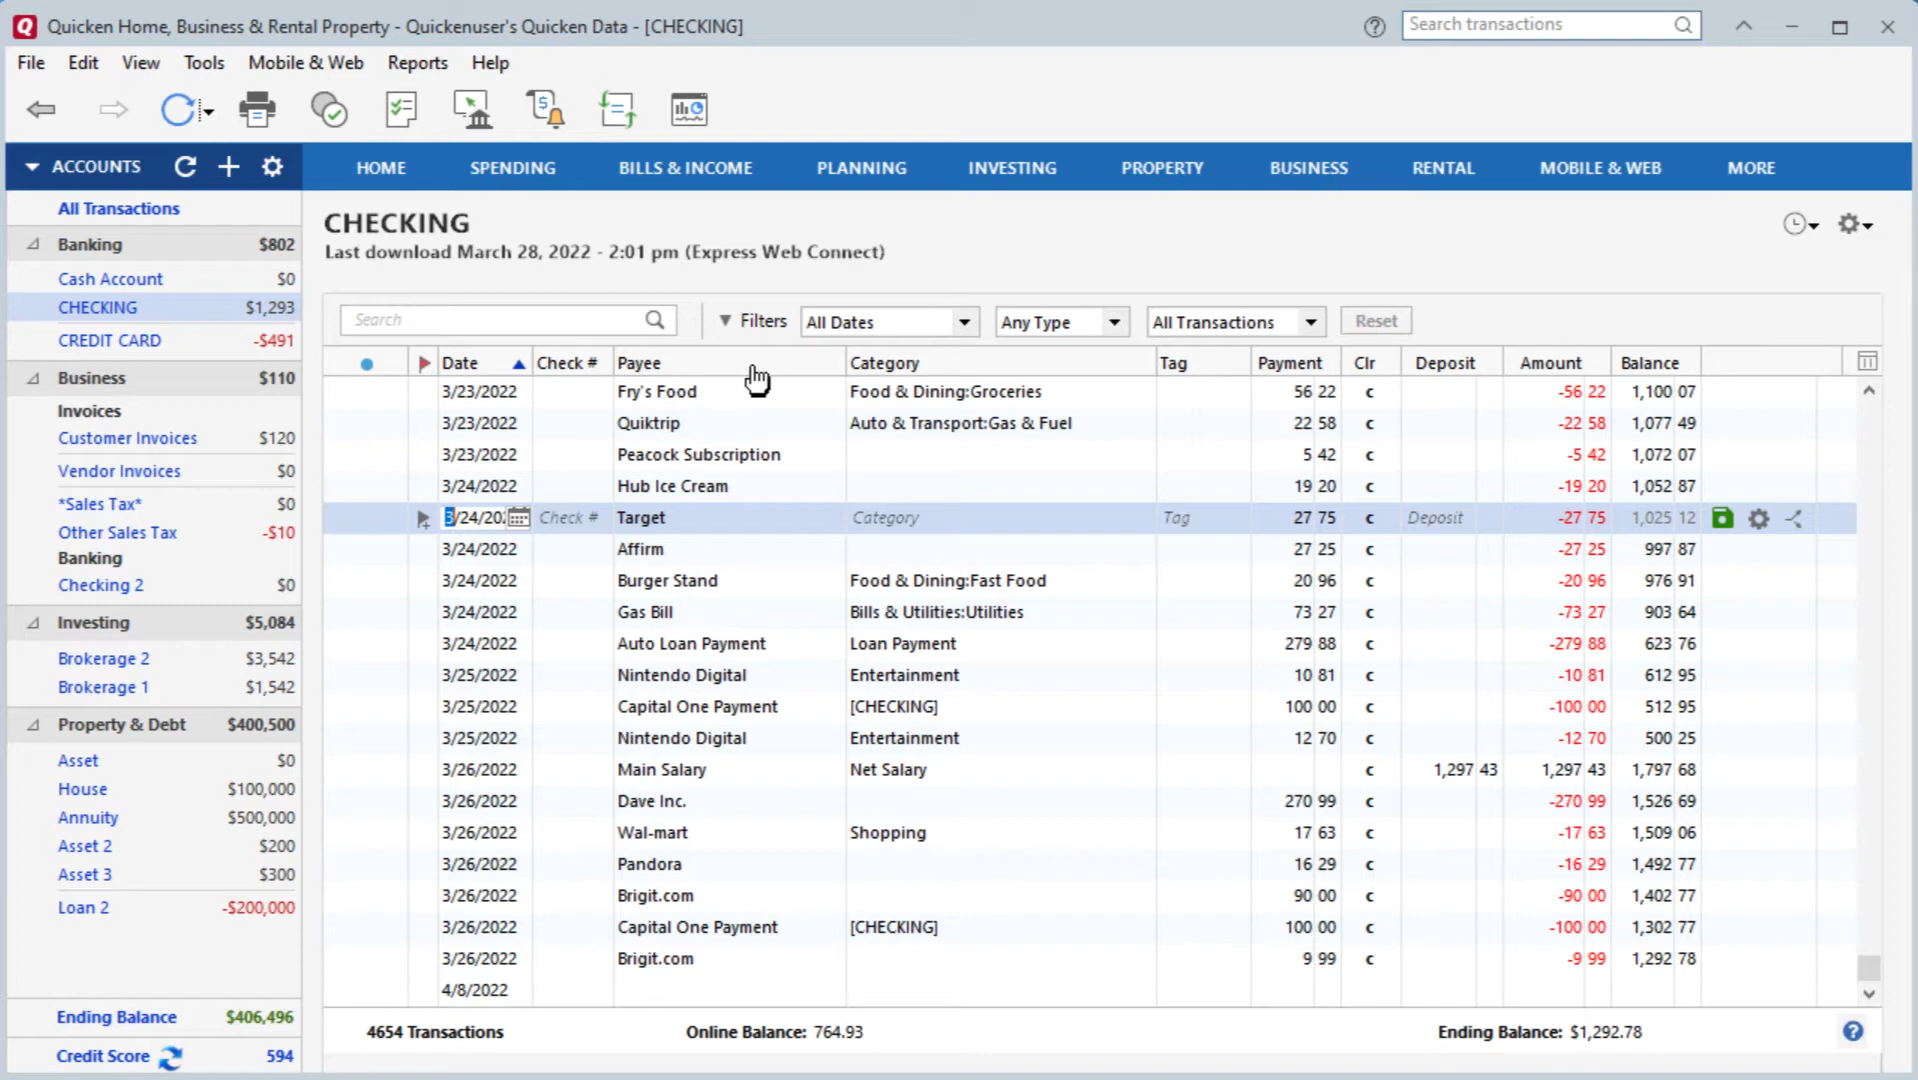 Quicken Home, Business & Rental Property - Quickenuser's Quicken Data - [CHECKING]
Search transactions
File Edit View Tools Mobile & Web Reports Help
ACCOUNTS
HOME SPENDING BILLS & INCOME PLANNING INVESTING PROPERTY BUSINESS RENTAL MOBILE & WEB MORE
All Transactions
Banking $802
Cash Account $0
CHECKING $1,293
CREDIT CARD -$491
Business $110
Invoices
Customer Invoices $120
Vendor Invoices $0
*Sales Tax* $0
Other Sales Tax -$10
Banking
Checking 2 $0
Investing $5,084
Brokerage 2 $3,542
Brokerage 1 $1,542
Property & Debt $400,500
Asset $0
House $100,000
Annuity $500,000
Asset 2 $200
Asset 3 $300
Loan 2 -$200,000
Ending Balance $406,496
Credit Score 594
CHECKING
Last download March 28, 2022 - 2:01 pm (Express Web Connect)
Search Filters All Dates Any Type All Transactions Reset
Date Check # Payee Category Tag Payment Clr Deposit Amount Balance
3/23/2022 Fry's Food Food & Dining:Groceries 56 22 c -56 22 1,100 07
3/23/2022 Quiktrip Auto & Transport:Gas & Fuel 22 58 c -22 58 1,077 49
3/23/2022 Peacock Subscription 5 42 c -5 42 1,072 07
3/24/2022 Hub Ice Cream 19 20 c -19 20 1,052 87
3/24/202 Check # Target Category Tag 27 75 c Deposit -27 75 1,025 12
3/24/2022 Affirm 27 25 c -27 25 997 87
3/24/2022 Burger Stand Food & Dining:Fast Food 20 96 c -20 96 976 91
3/24/2022 Gas Bill Bills & Utilities:Utilities 73 27 c -73 27 903 64
3/24/2022 Auto Loan Payment Loan Payment 279 88 c -279 88 623 76
3/25/2022 Nintendo Digital Entertainment 10 81 c -10 81 612 95
3/25/2022 Capital One Payment [CHECKING] 100 00 c -100 00 512 95
3/25/2022 Nintendo Digital Entertainment 12 70 c -12 70 500 25
3/26/2022 Main Salary Net Salary c 1,297 43 1,297 43 1,797 68
3/26/2022 Dave Inc. 270 99 c -270 99 1,526 69
3/26/2022 Wal-mart Shopping 17 63 c -17 63 1,509 06
3/26/2022 Pandora 16 29 c -16 29 1,492 77
3/26/2022 Brigit.com 90 00 c -90 00 1,402 77
3/26/2022 Capital One Payment [CHECKING] 100 00 c -100 00 1,302 77
3/26/2022 Brigit.com 9 99 c -9 99 1,292 78
4/8/2022
4654 Transactions Online Balance: 764.93 Ending Balance: $1,292.78